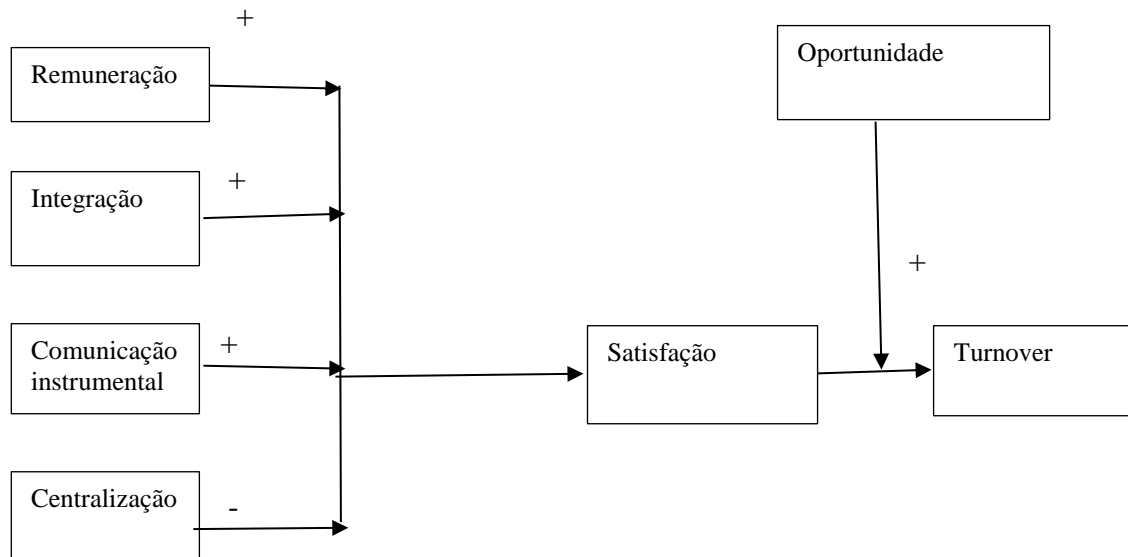 +
Remuneração
Oportunidade
+
Integração
+
+
Comunicação
instrumental
Satisfação
Turnover
-
Centralização